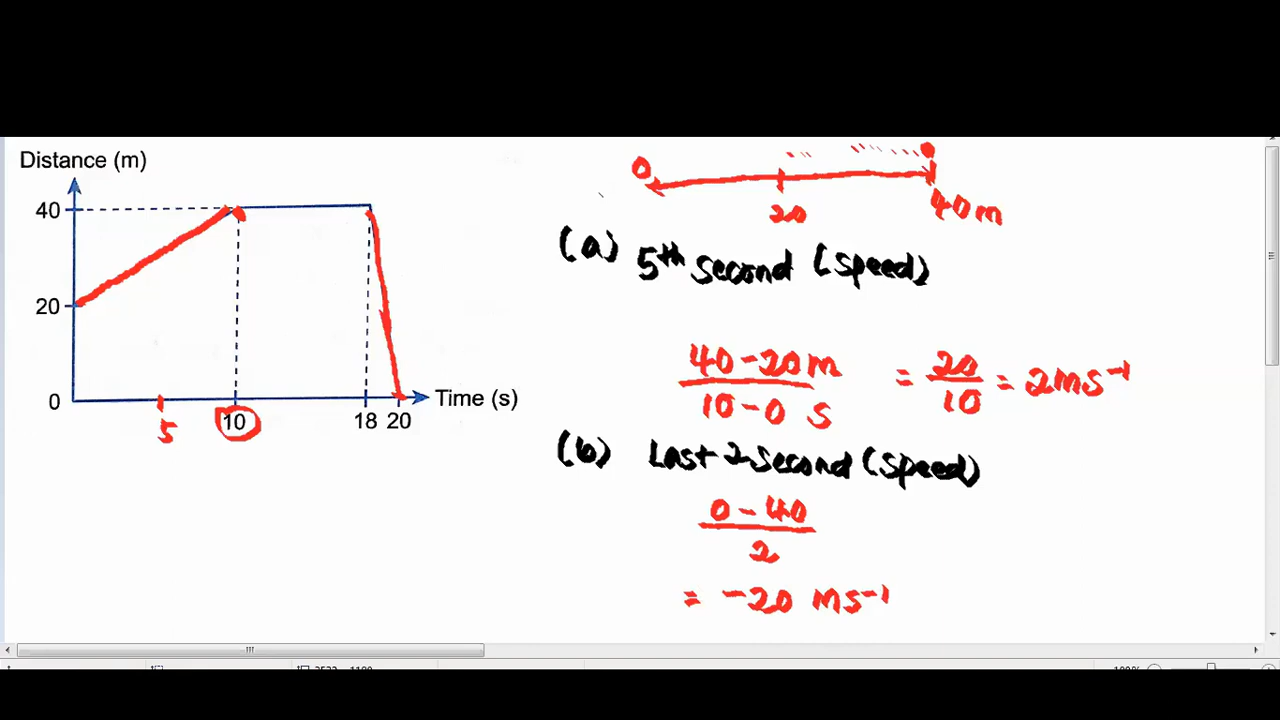 Distance (m)
40
20
0
5
10
18 20
Time (s)
0
20
40m
(a) 5th second (speed)
40-20m
10-0 s
= 20
10
= 2ms-1
(b) Last 2 second (speed)
0-40
2
= -20 ms-1